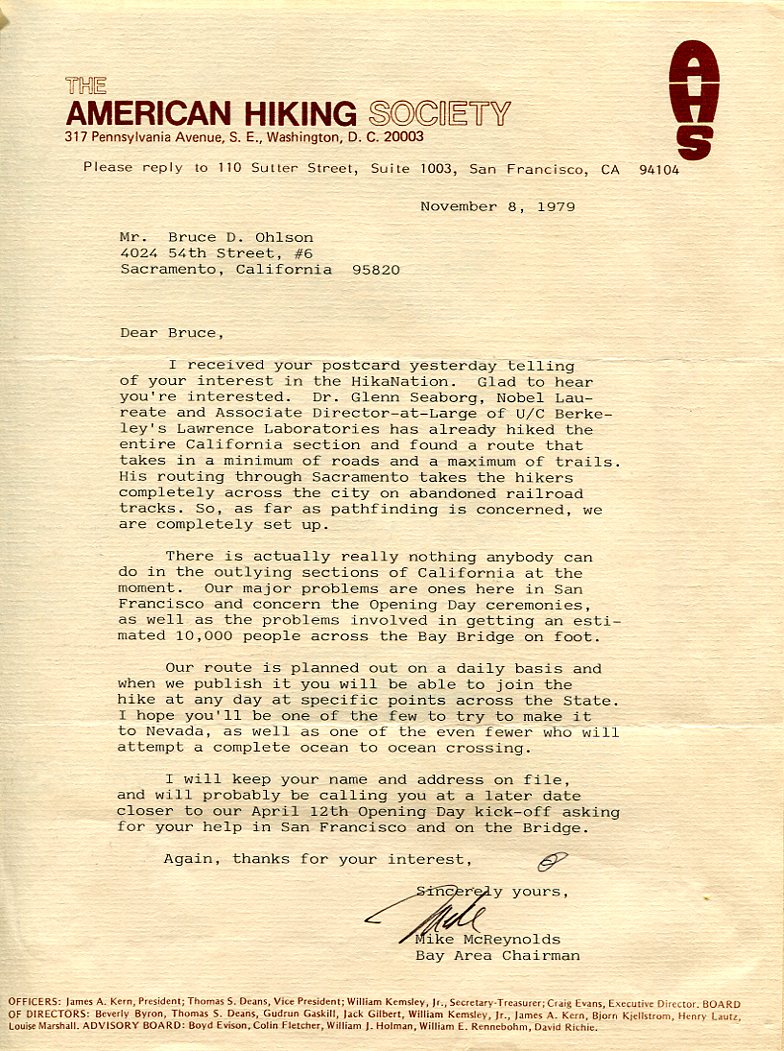 THE
AMERICAN HIKING SOCIETY
317 Pennsylvania Avenue, S. E., Washington, D. C. 20003
AHS
Please reply to 110 Sutter Street, Suite 1003, San Francisco, CA 94104
November 8, 1979
Mr. Bruce D. Ohlson
4024 54th Street, #6
Sacramento, California 95820
Dear Bruce,
I received your postcard yesterday telling
of your interest in the HikaNation. Glad to hear
you're interested. Dr. Glenn Seaborg, Nobel Lau-
reate and Associate Director-at-Large of U/C Berke-
ley's Lawrence Laboratories has already hiked the
entire California section and found a route that
takes in a minimum of roads and a maximum of trails.
His routing through Sacramento takes the hikers
completely across the city on abandoned railroad
tracks. So, as far as pathfinding is concerned, we
are completely set up.
There is actually really nothing anybody can
do in the outlying sections of California at the
moment. Our major problems are ones here in San
Francisco and concern the Opening Day ceremonies,
as well as the problems involved in getting an esti-
mated 10,000 people across the Bay Bridge on foot.
Our route is planned out on a daily basis and
when we publish it you will be able to join the
hike at any day at specific points across the State.
I hope you'll be one of the few to try to make it
to Nevada, as well as one of the even fewer who will
attempt a complete ocean to ocean crossing.
I will keep your name and address on file,
and will probably be calling you at a later date
closer to our April 12th Opening Day kick-off asking
for your help in San Francisco and on the Bridge.
Again, thanks for your interest,
Sincerely yours,
Mike
Mike McReynolds
Bay Area Chairman
OFFICERS: James A. Kern, President; Thomas S. Deans, Vice President; William Kemsley, Jr., Secretary-Treasurer; Craig Evans, Executive Director. BOARD
OF DIRECTORS: Beverly Byron, Thomas S. Deans, Gudrun Gaskill, Jack Gilbert, William Kemsley, Jr., James A. Kern, Bjorn Kjellstrom, Henry Lautz,
Louise Marshall. ADVISORY BOARD: Boyd Evison, Colin Fletcher, William J. Holman, William E. Rennebohm, David Richie.